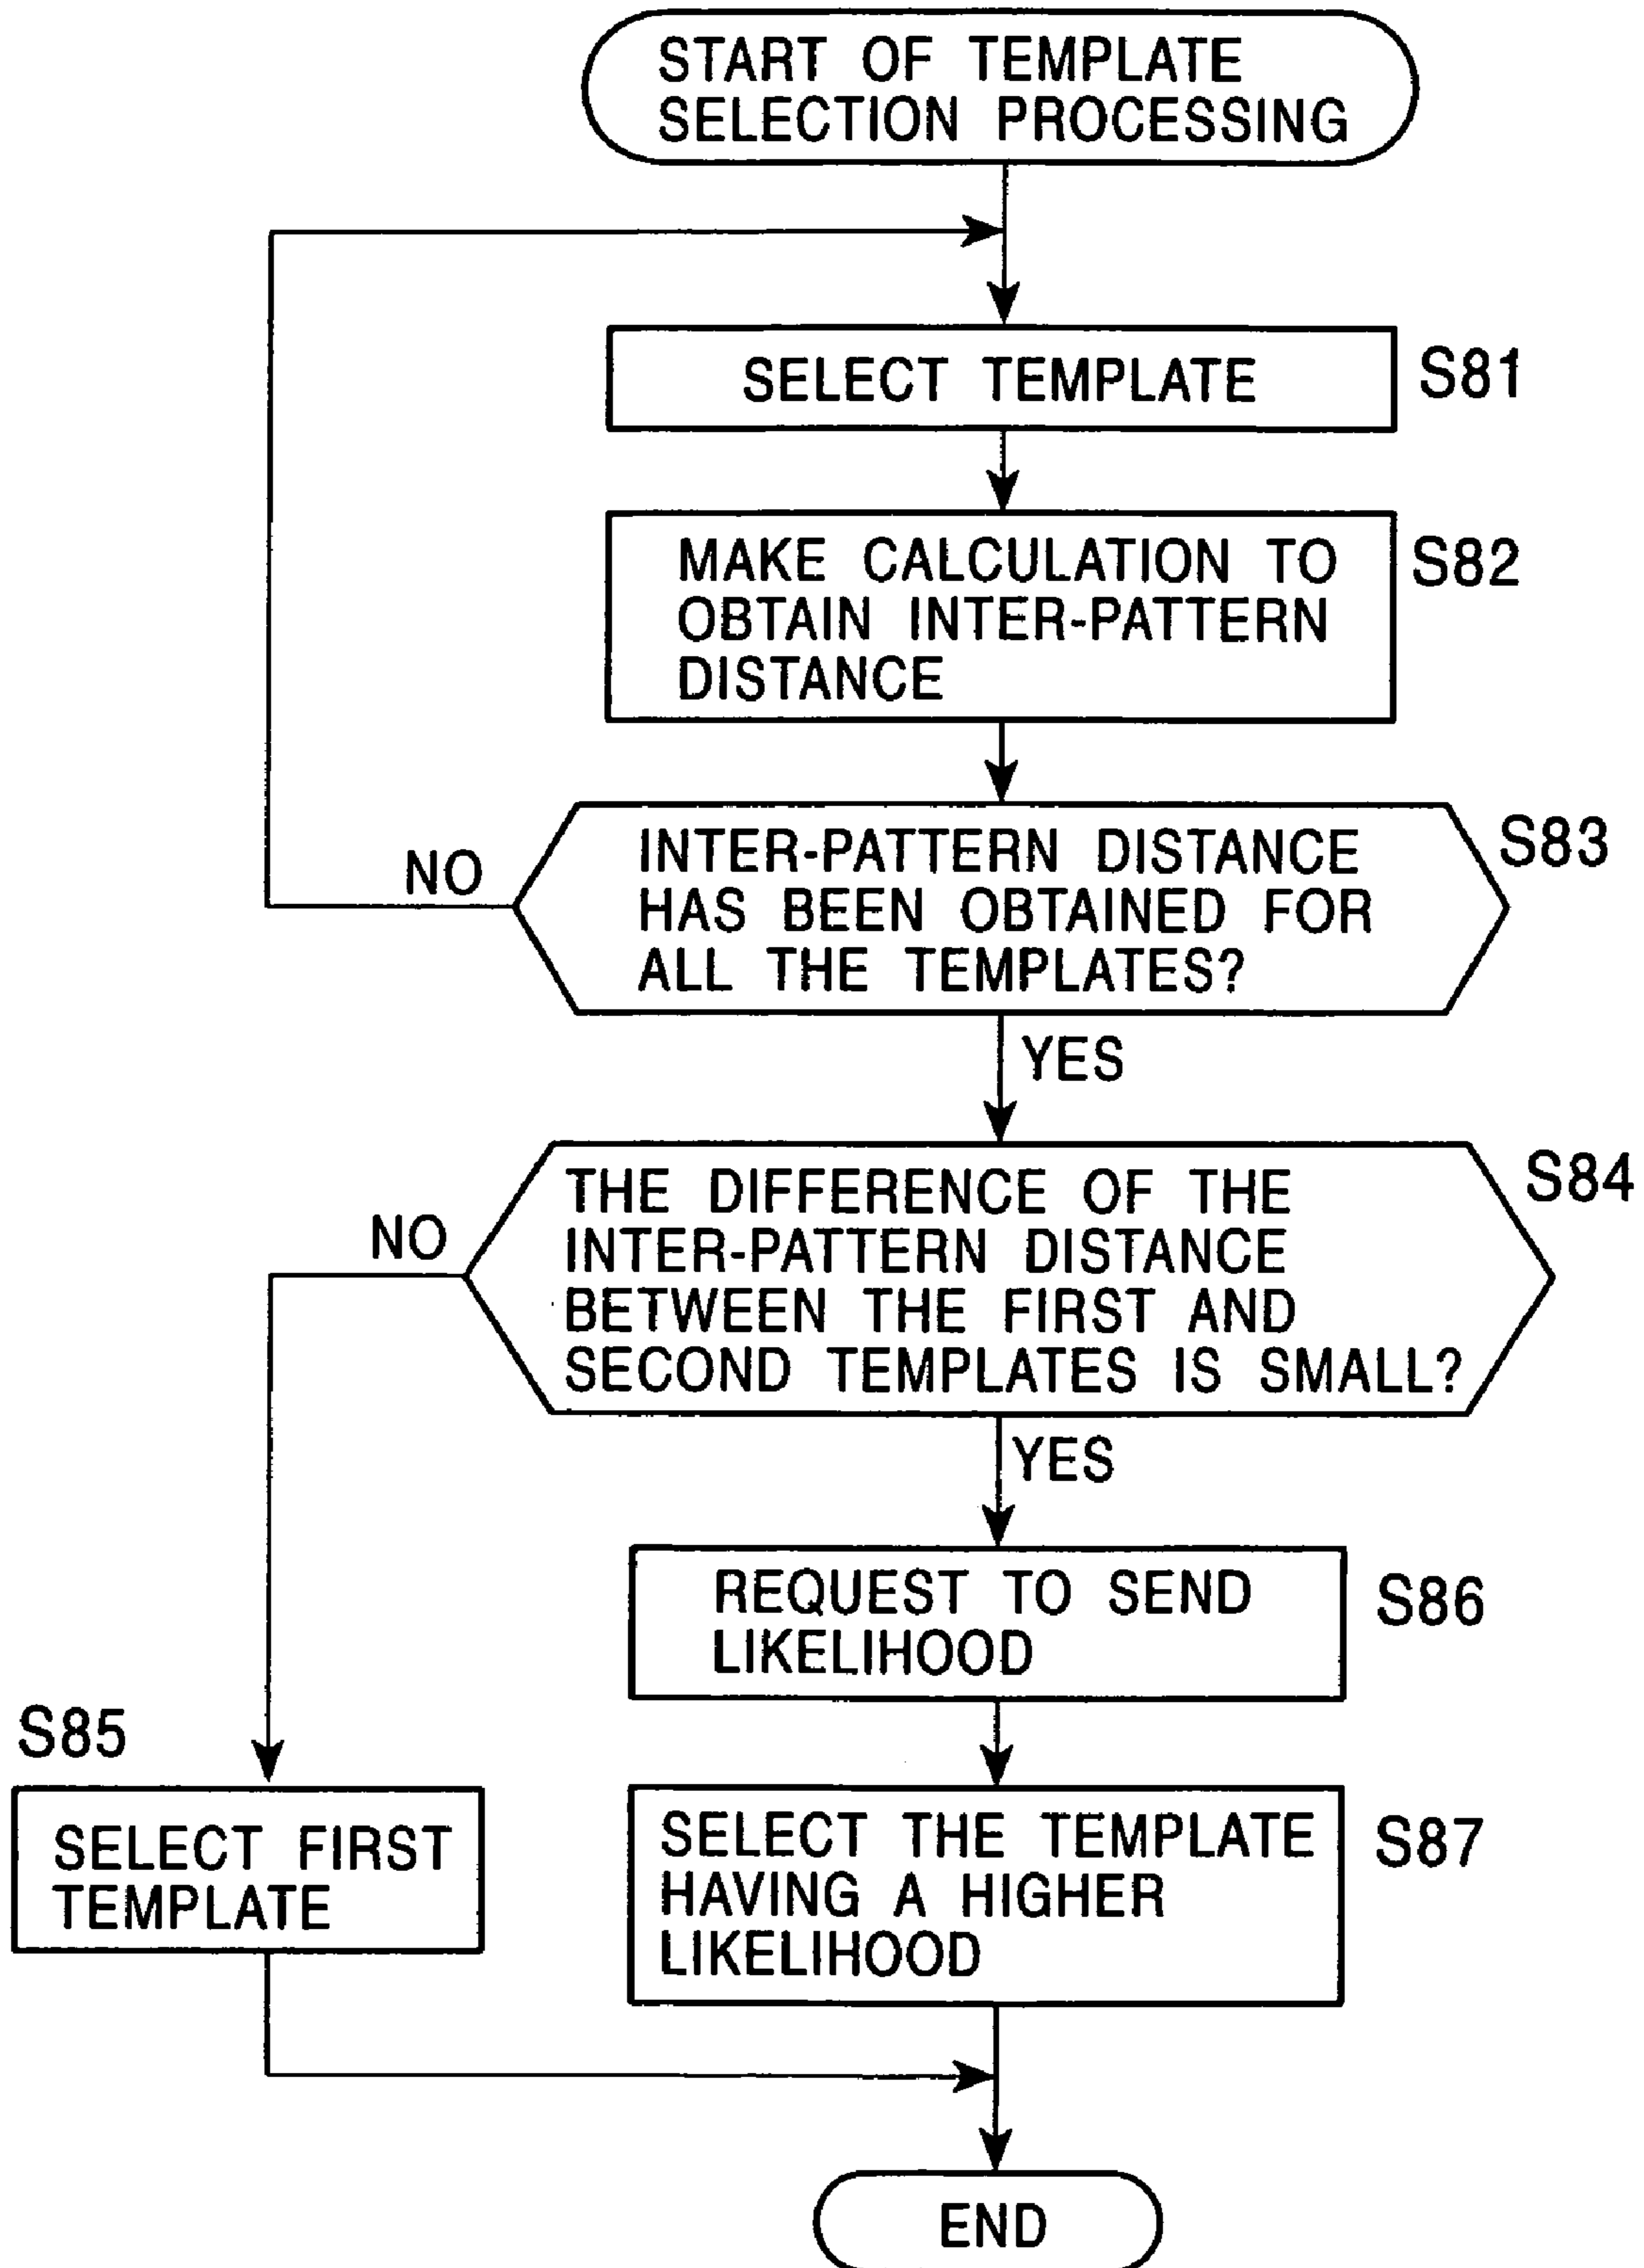 START OF TEMPLATE
SELECTION PROCESSING
SELECT TEMPLATE
S81
MAKE CALCULATION TO
OBTAIN INTER-PATTERN
DISTANCE
S82
INTER-PATTERN DISTANCE
HAS BEEN OBTAINED FOR
ALL THE TEMPLATES?
S83
NO
YES
THE DIFFERENCE OF THE
INTER-PATTERN DISTANCE
BETWEEN THE FIRST AND
SECOND TEMPLATES IS SMALL?
S84
NO
YES
REQUEST TO SEND
LIKELIHOOD
S86
S85
SELECT FIRST
TEMPLATE
SELECT THE TEMPLATE
HAVING A HIGHER
LIKELIHOOD
S87
END